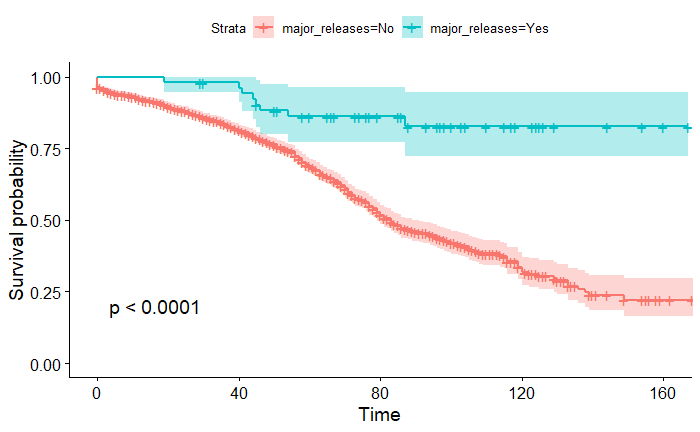 Strata major_releases=No major_releases=Yes
1.00
0.75
0.50
0.25
0.00
Survival probability
p < 0.0001
0 40 80 120 160
Time